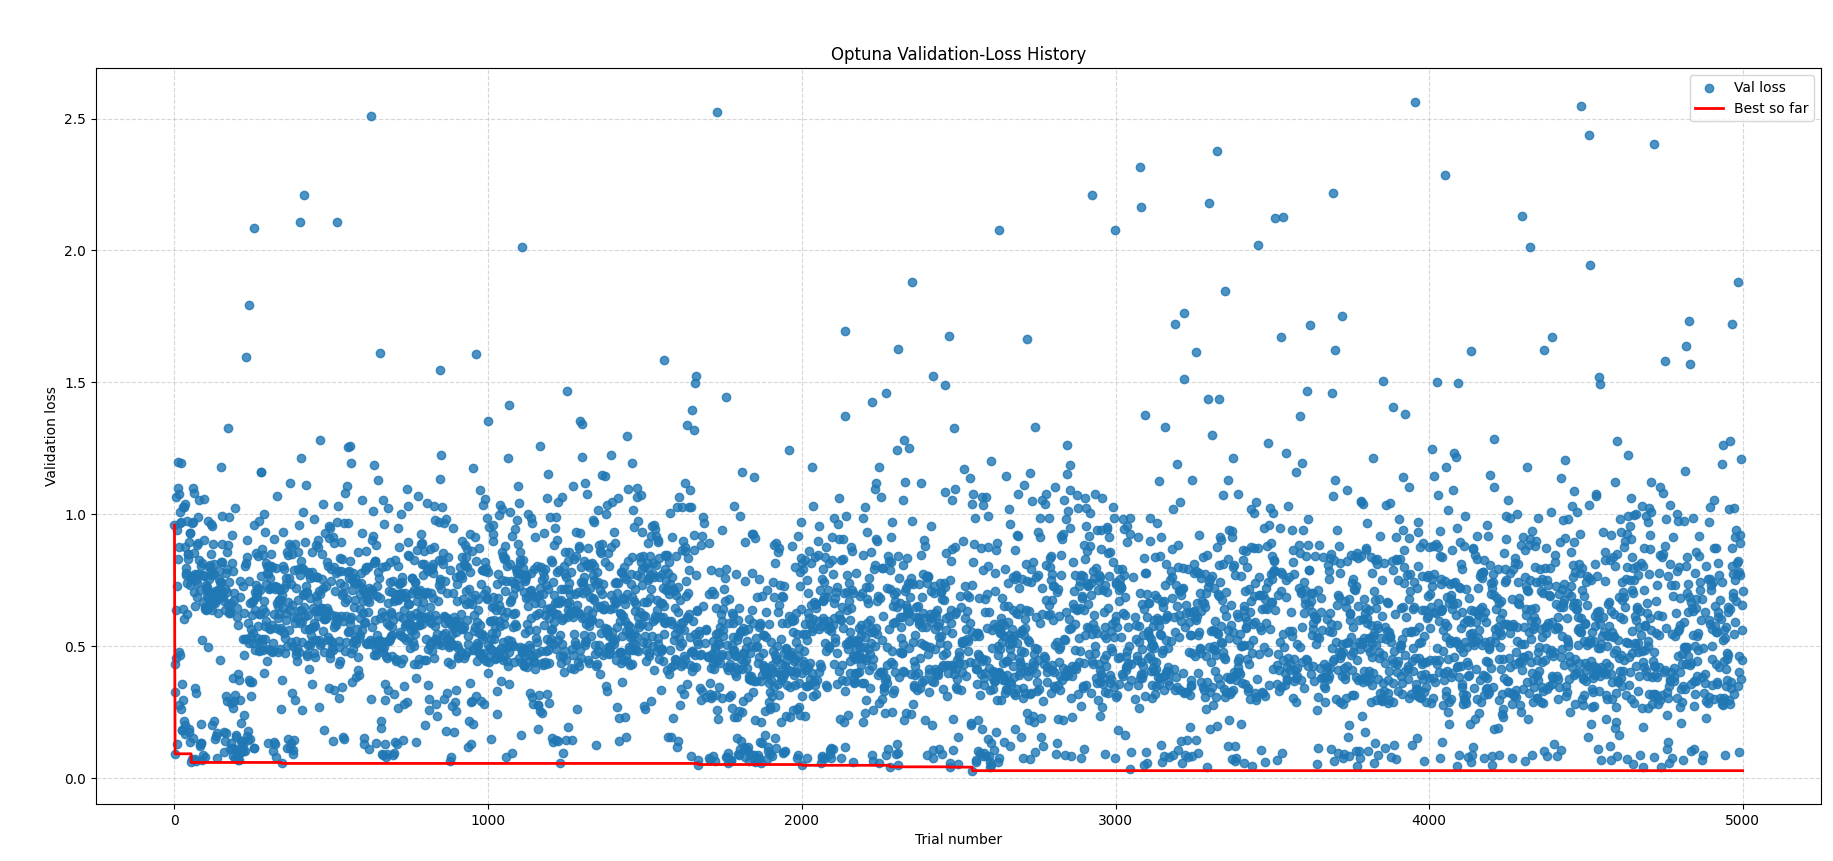 Optuna Validation-Loss History
Val loss
Best so far
Validation loss
2.5
2.0
1.5
1.0
0.5
0.0
0
1000
2000
3000
4000
5000
Trial number